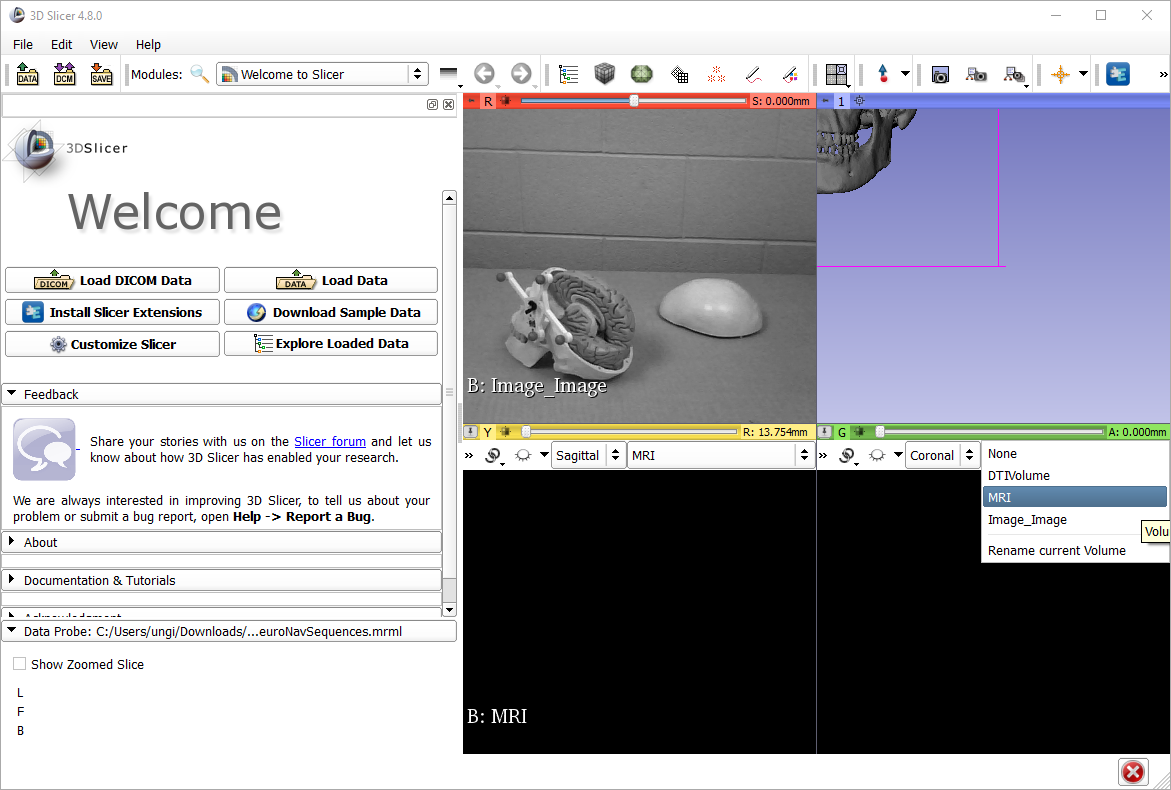 3D Slicer 4.8.0
File Edit View Help
DATA DCM SAVE Modules: Welcome to Slicer »
R S: 0.000mm 1
3DSlicer
Welcome
DICOM Load DICOM Data DATA Load Data
Install Slicer Extensions Download Sample Data
Customize Slicer Explore Loaded Data
Feedback
Share your stories with us on the Slicer forum and let us
know about how 3D Slicer has enabled your research.
We are always interested in improving 3D Slicer, to tell us about your
problem or submit a bug report, open Help -> Report a Bug.
About
Documentation & Tutorials
Acknowledgment
Data Probe: C:/Users/ungi/Downloads/...euroNavSequences.mrml
Show Zoomed Slice
L
F
B
B: Image_Image
Y R: 13.754mm G A: 0.000mm
» Sagittal MRI » Coronal
None
DTIVolume
MRI
Image_Image
Volu
Rename current Volume
B: MRI